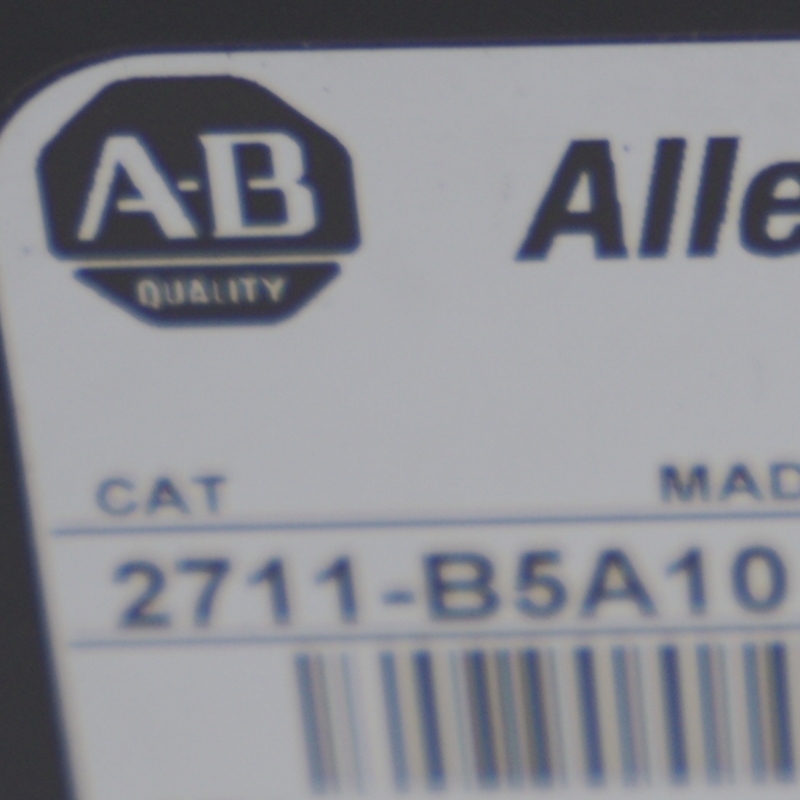 A-B Alle
QUALITY
CAT MAD
2711-B5A10